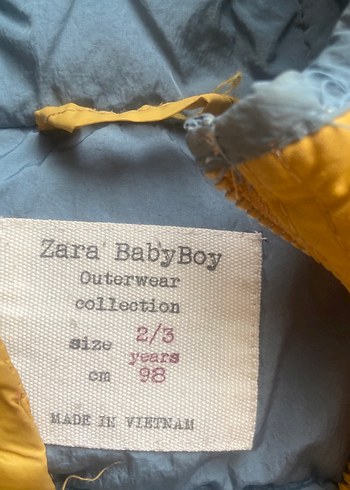 Zara BabyBoy
Outerwear
collection
size 2/3
years
cm 98
MADE IN VIETNAM